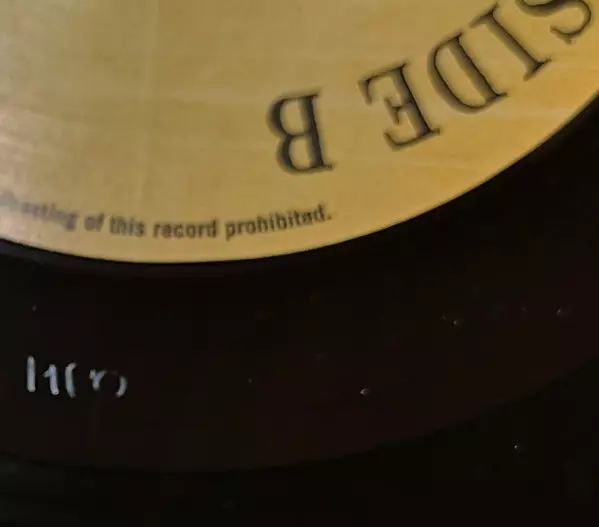 SIDE B
of this record prohibited.